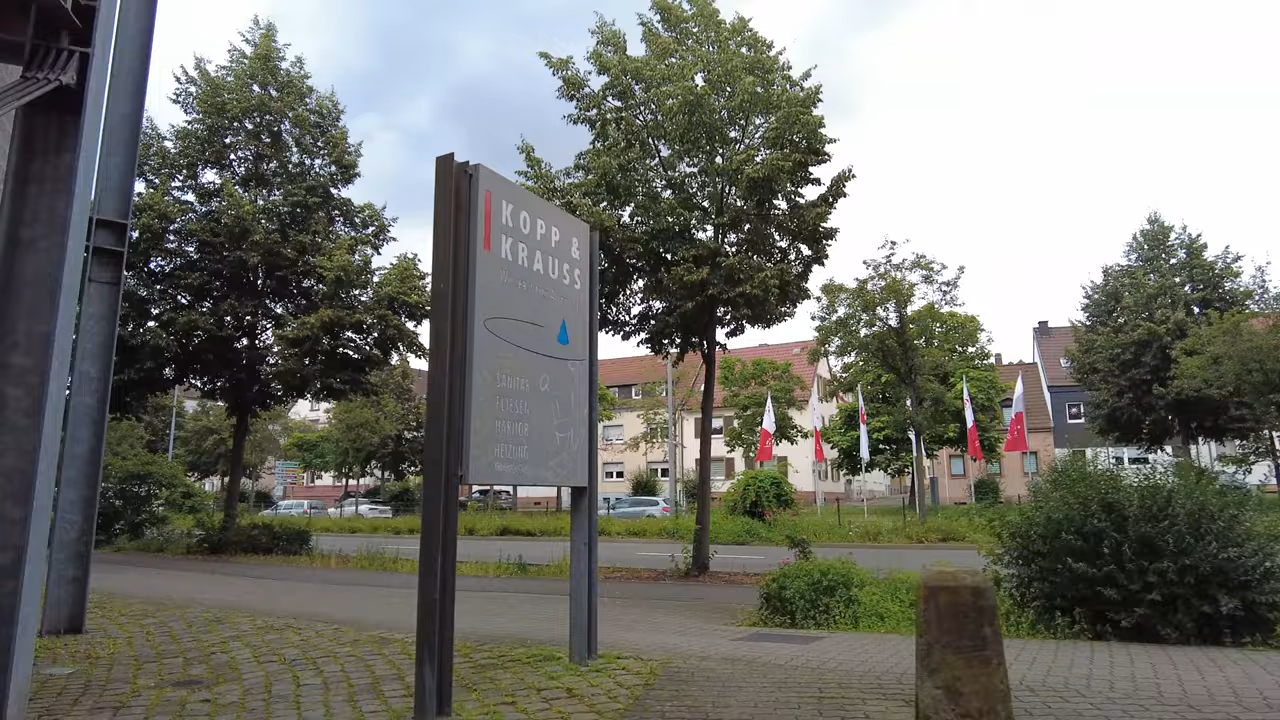 KOPP &
KRAUSS
SANITÄR
FLIESEN
MARMOR
HEIZUNG